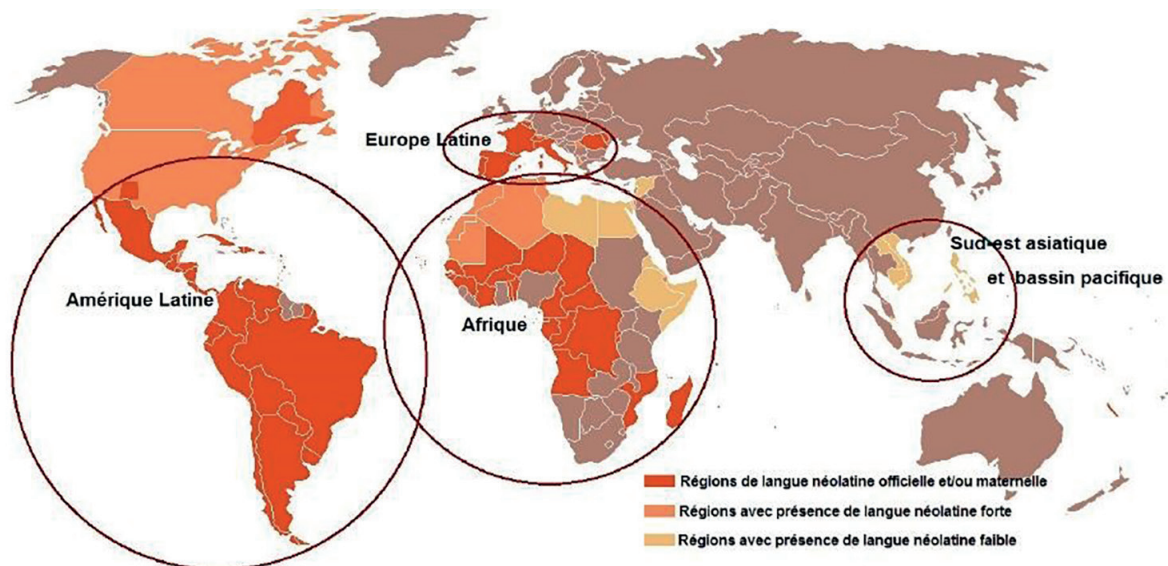 Europe Latine
Sud-est asiatique
et bassin pacifique
Amérique Latine
Afrique
Régions de langue néolatine officielle et/ou maternelle
Régions avec présence de langue néolatine forte
Régions avec présence de langue néolatine faible